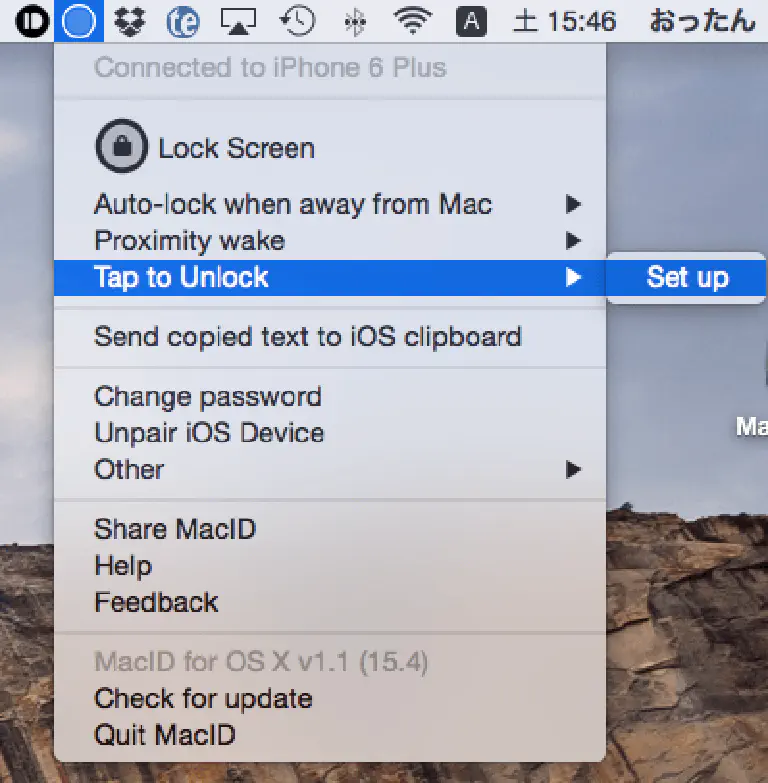 土 15:46 おったん
Connected to iPhone 6 Plus
Lock Screen
Auto-lock when away from Mac
Proximity wake
Tap to Unlock
Set up
Send copied text to iOS clipboard
Change password
Unpair iOS Device
Other
Share MacID
Help
Feedback
MacID for OS X v1.1 (15.4)
Check for update
Quit MacID
Ma